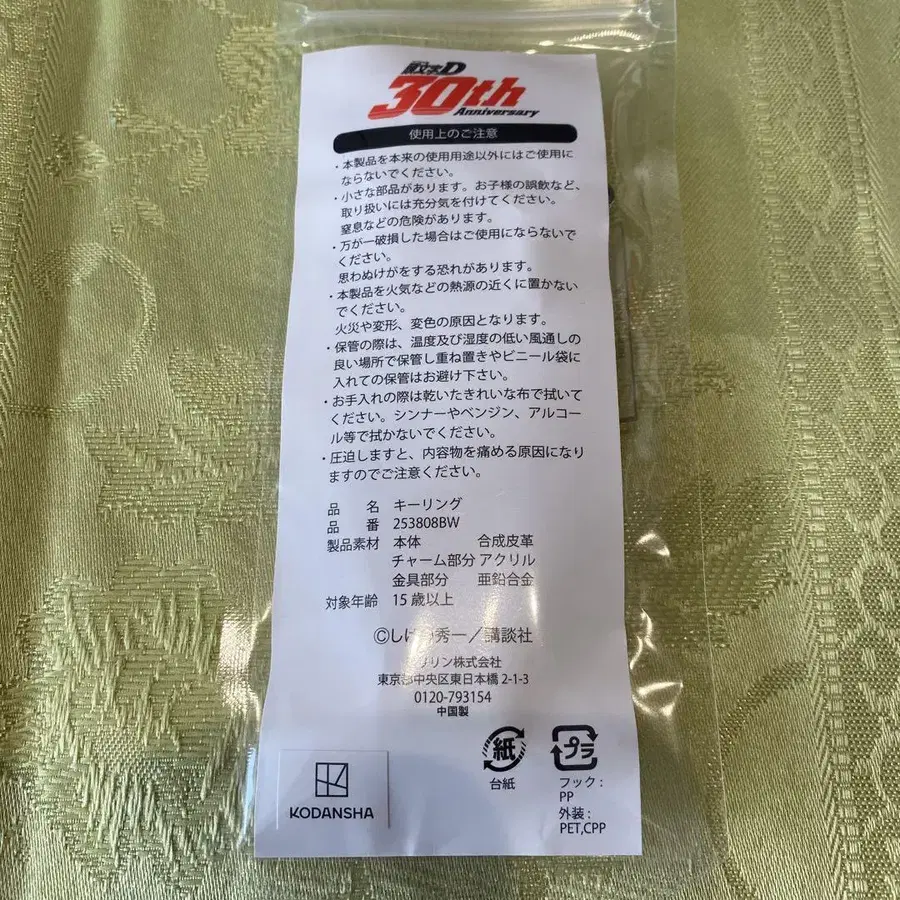 頭文字D
30th
Anniversary
使用上のご注意
・本製品を本来の使用用途以外にはご使用に
ならないでください。
・小さな部品があります。お子様の誤飲など、
取り扱いには充分気を付けてください。
窒息などの危険があります。
・万が一破損した場合はご使用にならないで
ください。
思わぬけがをする恐れがあります。
・本製品を火気などの熱源の近くに置かない
でください。
火災や変形、変色の原因となります。
・保管の際は、温度及び湿度の低い風通しの
良い場所で保管し重ね置きやビニール袋に
入れての保管はお避け下さい。
・お手入れの際は乾いたきれいな布で拭いて
ください。シンナーやベンジン、アルコー
ル等で拭かないでください。
・圧迫しますと、内容物を痛める原因になり
ますのでご注意ください。
品 名 キーリング
品 番 253808BW
製品素材 本体 合成皮革
チャーム部分 アクリル
金具部分 亜鉛合金
対象年齢 15歳以上
©しげの秀一／講談社
リン株式会社
東京都中央区東日本橋 2-1-3
0120-793154
中国製
紙
台紙
プラ
フック：
PP
外装：
PET,CPP
KODANSHA